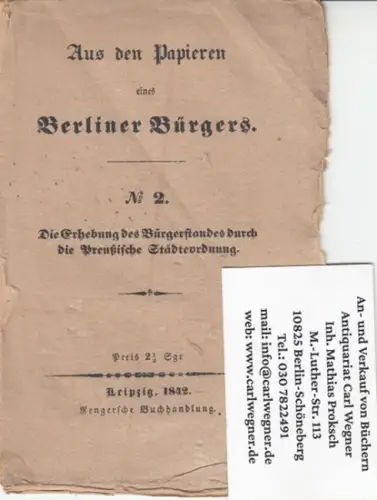 Aus den Papieren
eines
Berliner Bürgers.
№ 2.
Die Erhebung des Bürgerstandes durch
die Preußische Städteordnung.
Preis 2½ Sgr
Leipzig, 1842.
Rengersche Buchhandlung.
An- und Verkauf von Büchern
Antiquariat Carl Wegner
Inh. Mathias Proksch
M.-Luther-Str. 113
10825 Berlin-Schöneberg
Tel.: 030 7822491
mail: info@carlwegner.de
web: www.carlwegner.de